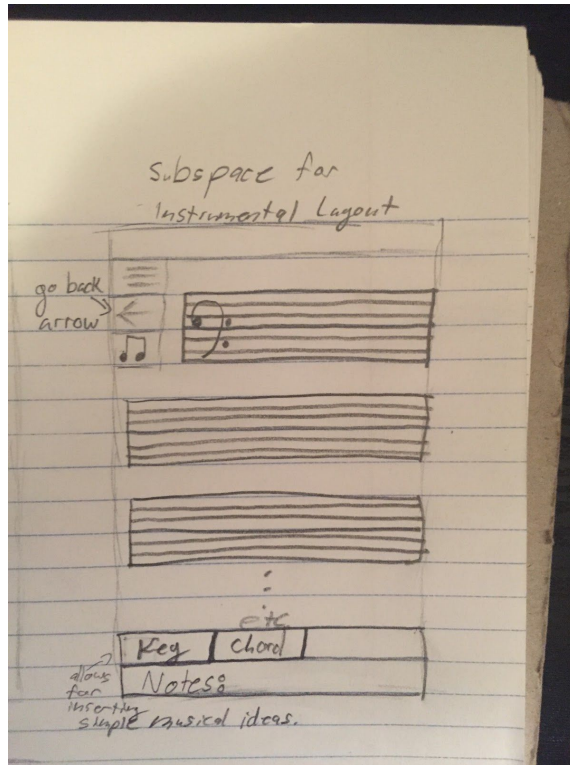 Subspace for
Instrumental Layout
go back
arrow
etc
Key Chord
Notes:
allows
for
inserting
simple musical ideas.